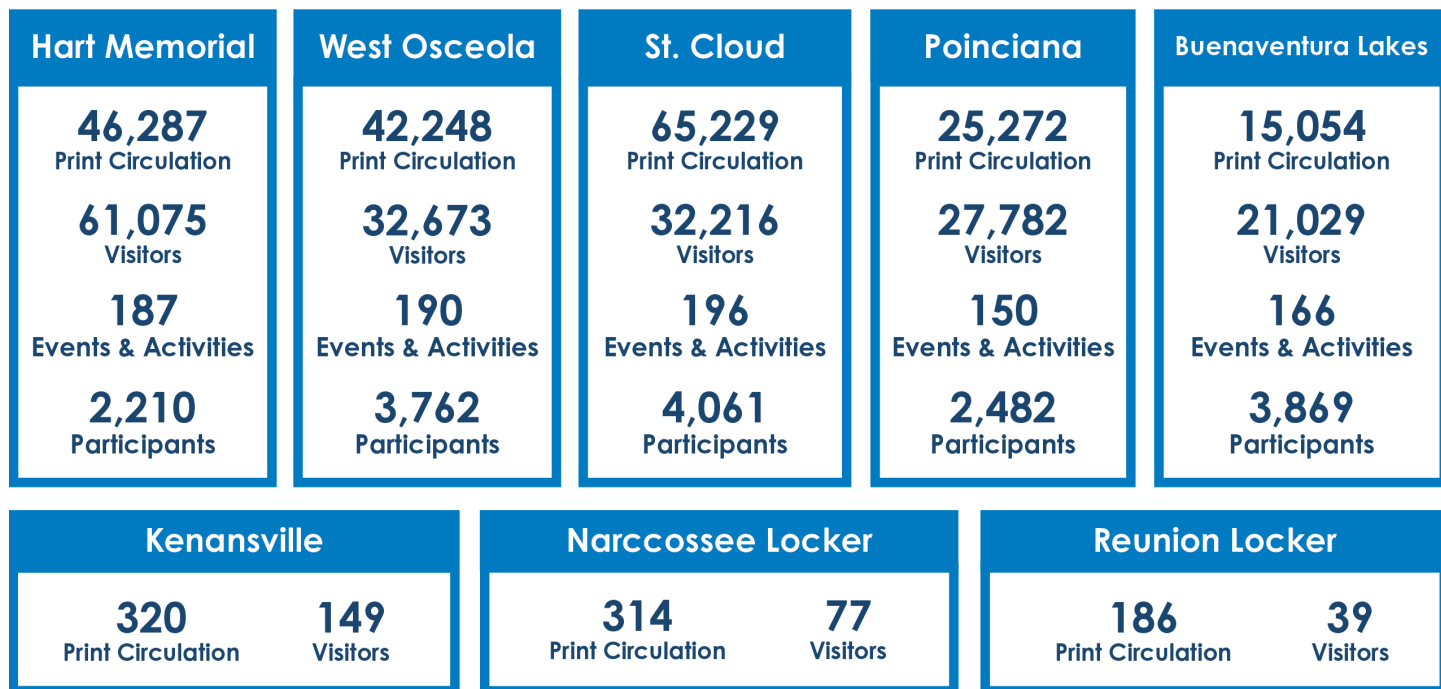 Hart Memorial
46,287
Print Circulation
61,075
Visitors
187
Events & Activities
2,210
Participants
West Osceola
42,248
Print Circulation
32,673
Visitors
190
Events & Activities
3,762
Participants
St. Cloud
65,229
Print Circulation
32,216
Visitors
196
Events & Activities
4,061
Participants
Poinciana
25,272
Print Circulation
27,782
Visitors
150
Events & Activities
2,482
Participants
Buenaventura Lakes
15,054
Print Circulation
21,029
Visitors
166
Events & Activities
3,869
Participants
Kenansville
320
Print Circulation
149
Visitors
Narccossee Locker
314
Print Circulation
77
Visitors
Reunion Locker
186
Print Circulation
39
Visitors